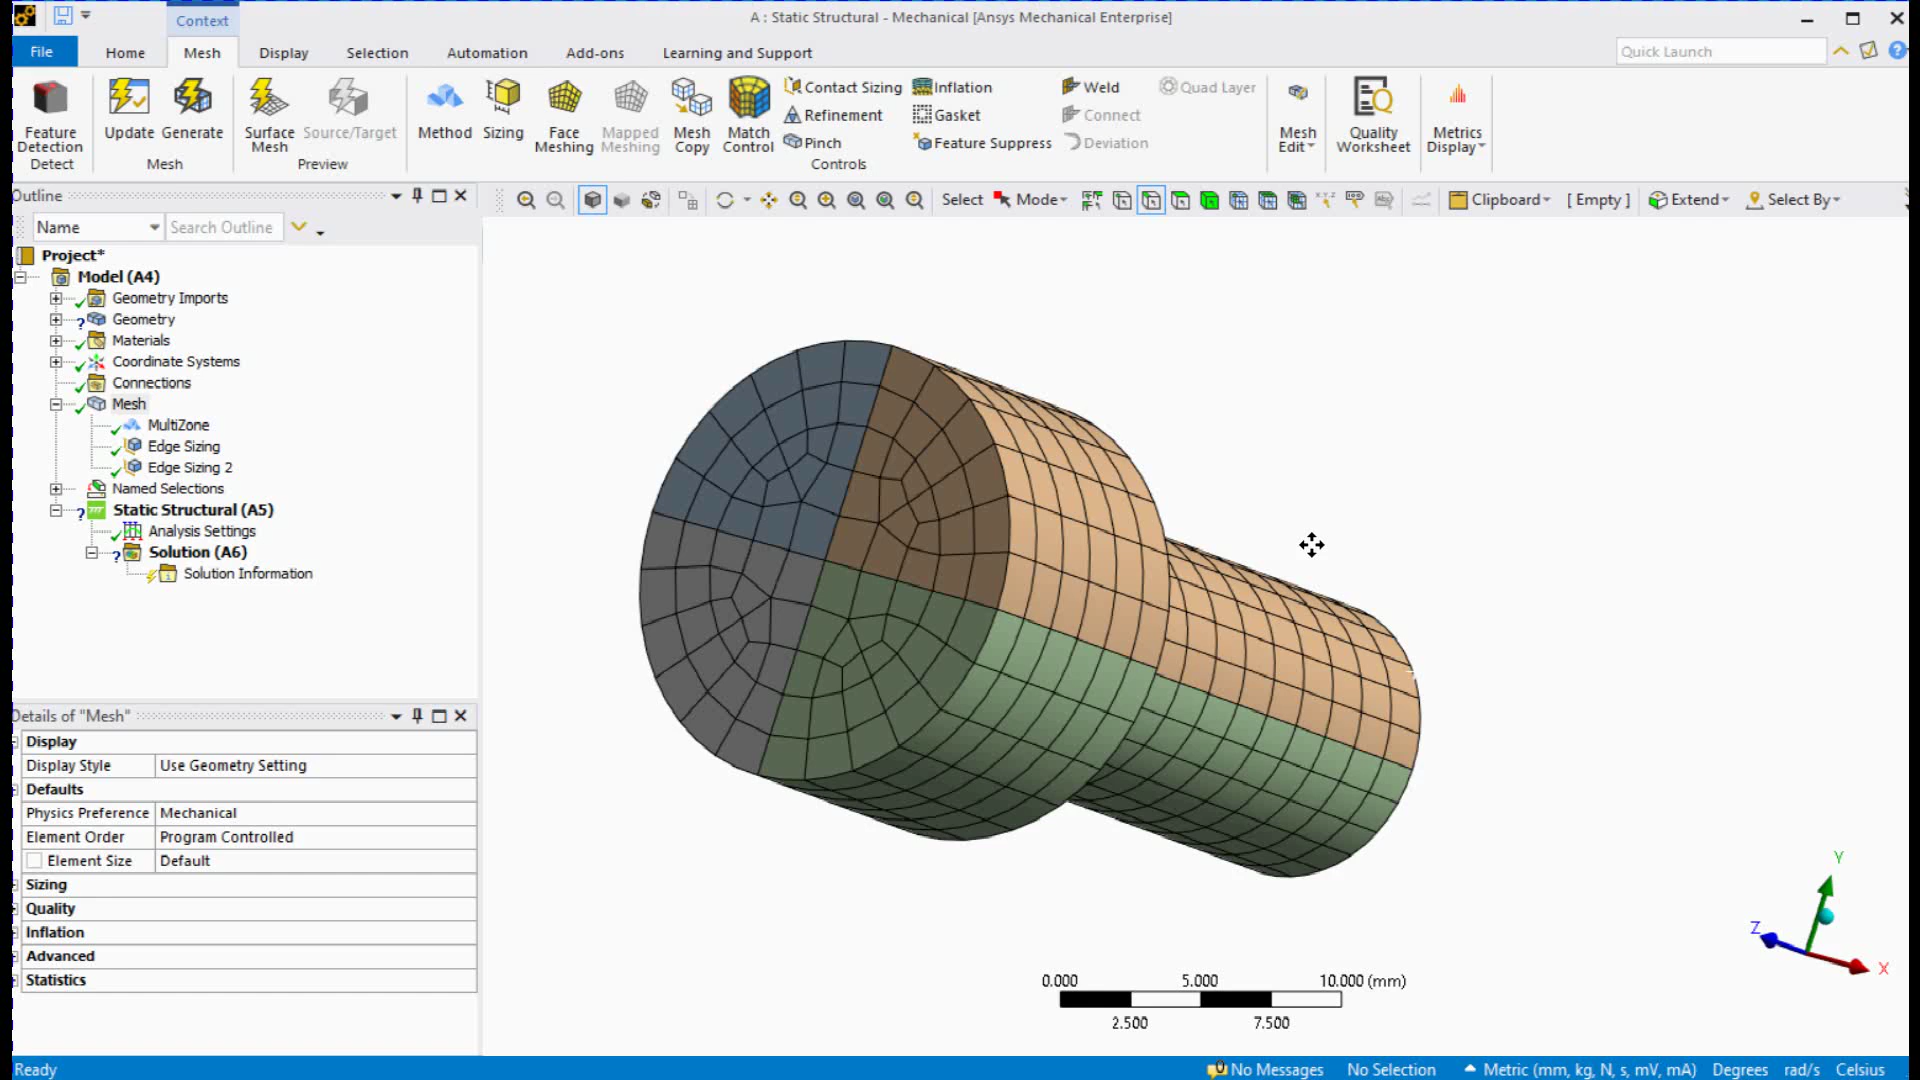 Context
A : Static Structural - Mechanical [Ansys Mechanical Enterprise]
File Home Mesh Display Selection Automation Add-ons Learning and Support Quick Launch
Feature Detection
Update
Generate
Surface Mesh
Source/Target
Method
Sizing
Face Meshing
Mapped Meshing
Mesh Copy
Match Control
Contact Sizing
Refinement
Pinch
Inflation
Gasket
Feature Suppress
Weld
Connect
Deviation
Quad Layer
Mesh Edit
Quality Worksheet
Metrics Display
Detect Mesh Preview Controls
Outline
Select Mode Clipboard [ Empty ] Extend Select By
Name Search Outline
Project*
Model (A4)
Geometry Imports
Geometry
Materials
Coordinate Systems
Connections
Mesh
MultiZone
Edge Sizing
Edge Sizing 2
Named Selections
Static Structural (A5)
Analysis Settings
Solution (A6)
Solution Information
Details of "Mesh"
Display
Display Style Use Geometry Setting
Defaults
Physics Preference Mechanical
Element Order Program Controlled
Element Size Default
Sizing
Quality
Inflation
Advanced
Statistics
0.000 5.000 10.000 (mm)
2.500 7.500
Y
Z
X
Ready No Messages No Selection Metric (mm, kg, N, s, mV, mA) Degrees rad/s Celsius